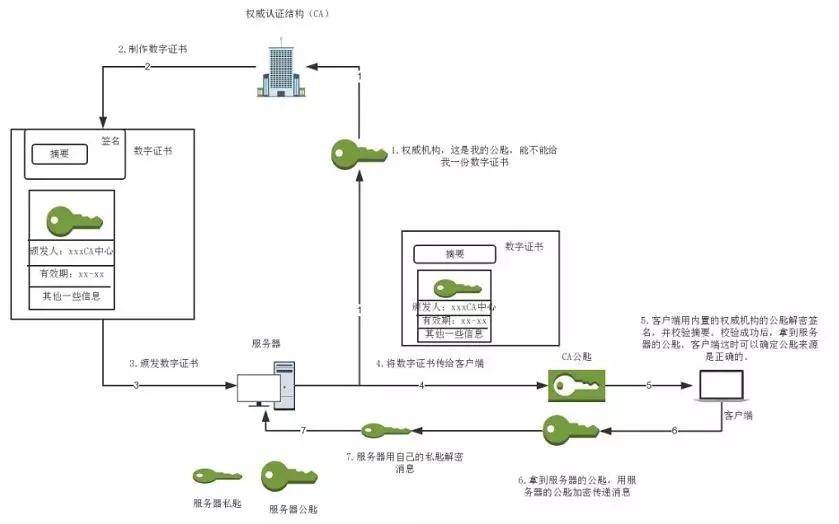 权威认证结构（CA）
2.制作数字证书
2
1
签名
数字证书
摘要
1.权威机构，这是我的公匙，能不能给
我一份数字证书
颁发人：xxxCA中心
有效期：xx-xx
其他一些信息
数字证书
摘要
颁发人：xxxCA中心
有效期：xx-xx
其他一些信息
1
5.客户端用内置的权威机构的公匙解密签
名，并校验摘要。校验成功后，拿到服务
器的公匙，客户端这时可以确定公匙来源
是正确的。
3.颁发数字证书
3
服务器
4.将数字证书传给客户端
4
CA公匙
5
客户端
7
6
7.服务器用自己的私匙解密
消息
6.拿到服务器的公匙，用服
务器的公匙加密传递消息
服务器私匙
服务器公匙